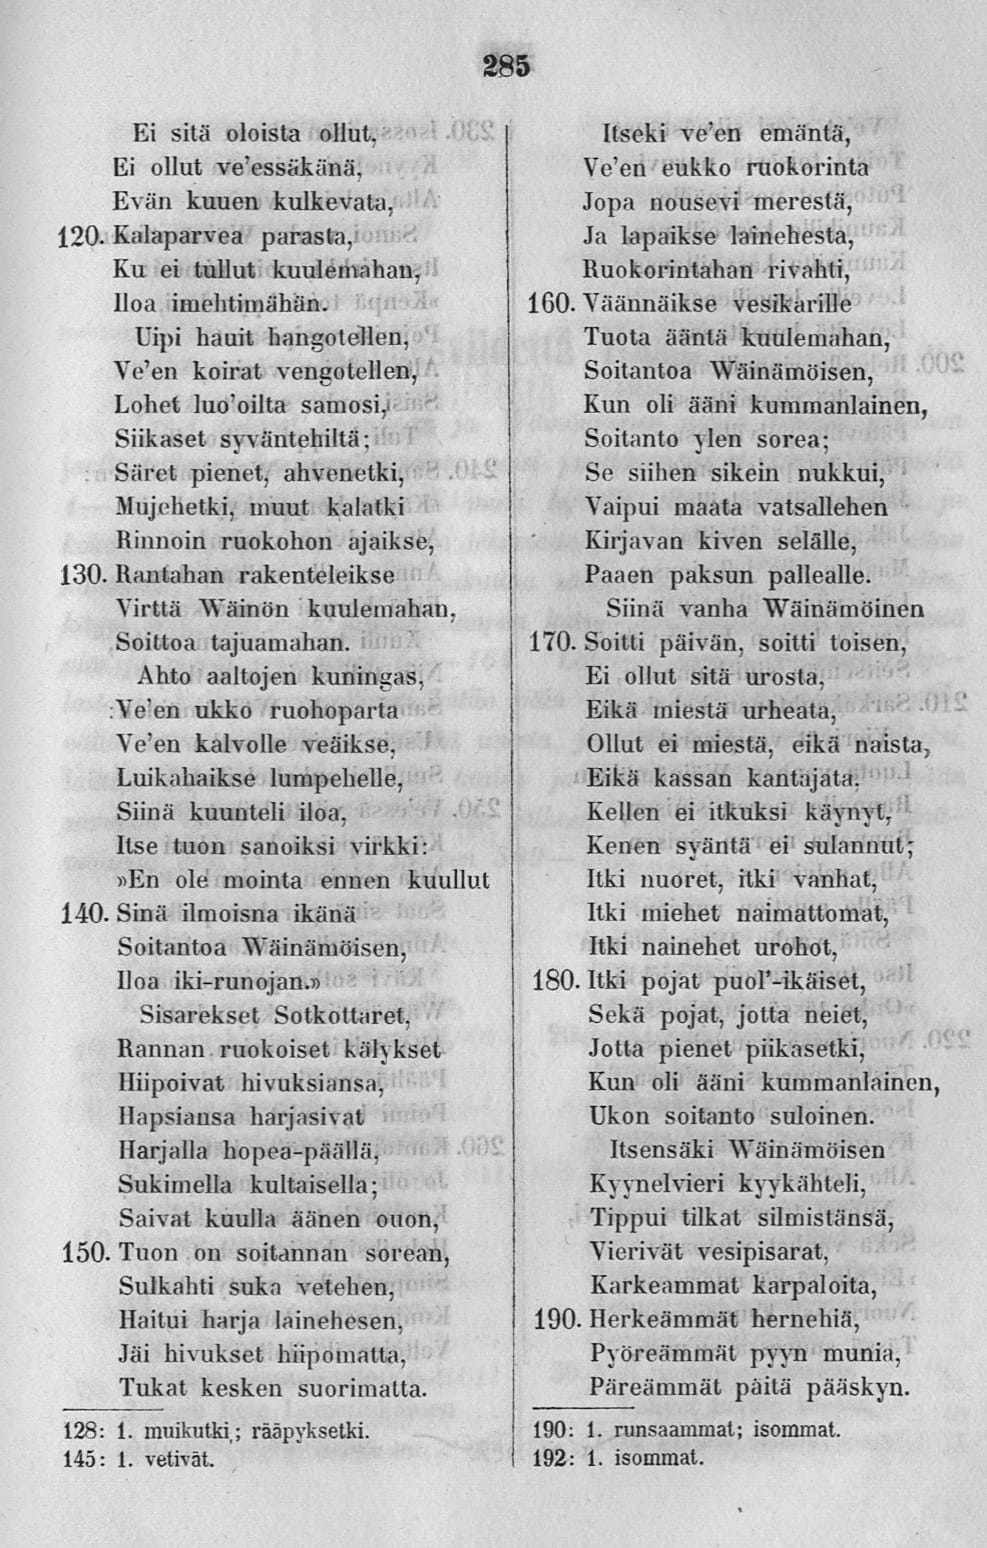 285
Ei sitä oloista ollut,
Ei ollut ve'essäkänä,
Evän kuuen kulkevata,
120. Kalaparvea parasta,
Ku ei tullut kuulemahan,
Iloa imehtimähän.
Uipi hauit hangotellen,
Ve'en koirat vengotellen,
Lohet luo'oilta samosi,
Siikaset syväntehiltä;
Säret pienet, ahvenetki,
Mujehetki, muut kalatki
Rinnoin ruokohon ajaikse,
130. Rantahan rakenteleikse
Virttä Wäinön kuulemahan,
Soittoa tajuamahan.
Ahto aaltojen kuningas,
Ve'en ukko ruohoparta
Ve'en kalvolle veäikse,
Luikahaikse lumpehelle,
Siinä kuunteli iloa,
Itse tuon sanoiksi virkki:
»En ole mointa ennen kuullut
140. Sinä ilmoisna ikänä
Soitantoa Wäinämöisen,
Iloa iki-runojan.»
Sisarekset Sotkottaret,
Rannan ruokoiset kälykset
Hiipoivat hivuksiansa,
Hapsiansa harjasivat
Harjalla hopea-päällä,
Sukimella kultaisella;
Saivat kuulla äänen ouon,
150. Tuon on soitannan sorean,
Sulkahti suka vetehen,
Haitui harja lainehesen,
Jäi hivukset hiipomatta,
Tukat kesken suorimatta.
128: 1. muikutki,; rääpyksetki.
145: 1. vetivät.
Itseki ve'en emäntä,
Ve'en eukko ruokorinta
Jopa nousevi merestä,
Ja lapaikse lainehesta,
Ruokorintahan rivahti,
160. Väännäikse vesikarille
Tuota ääntä kuulemahan,
Soitantoa Wäinämöisen,
Kun oli ääni kummanlainen,
Soitanto ylen sorea;
Se siihen sikein nukkui,
Vaipui maata vatsallehen
Kirjavan kiven selälle,
Paaen paksun pallealle.
Siinä vanha Wäinämöinen
170. Soitti päivän, soitti toisen,
Ei ollut sitä urosta,
Eikä miestä urheata,
Ollut ei miestä, eikä naista,
Eikä kassan kantajata,
Kellen ei itkuksi käynyt,
Kenen syäntä ei sulannut;
Itki nuoret, itki vanhat,
Itki miehet naimattomat,
Itki nainehet urohot,
180. Itki pojat puol'-ikäiset,
Sekä pojat, jotta neiet,
Jotta pienet piikasetki,
Kun oli ääni kummanlainen,
Ukon soitanto suloinen.
Itsensäki Wäinämöisen
Kyynelvieri kyykähteli,
Tippui tilkat silmistänsä,
Vierivät vesipisarat,
Karkeammat karpaloita,
190. Herkeämmät hernehiä,
Pyöreämmät pyyn munia,
Päreämmät päitä pääskyn.
190: 1. runsaammat; isommat.
192: 1. isommat.